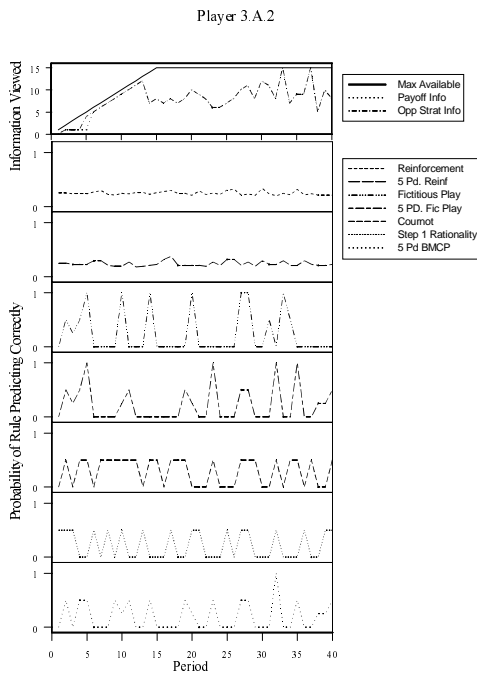 Player 3.A.2
Information Viewed
15
10
5
0
Max Available
Payoff Info
Opp Strat Info
Probability of Rule Predicting Correctly
1
0
1
0
1
0
1
0
1
0
1
0
1
0
Reinforcement
5 Pd. Reinf
Fictitious Play
5 PD. Fic Play
Cournot
Step 1 Rationality
5 Pd BMCP
0
5
10
15
20
25
30
35
40
Period